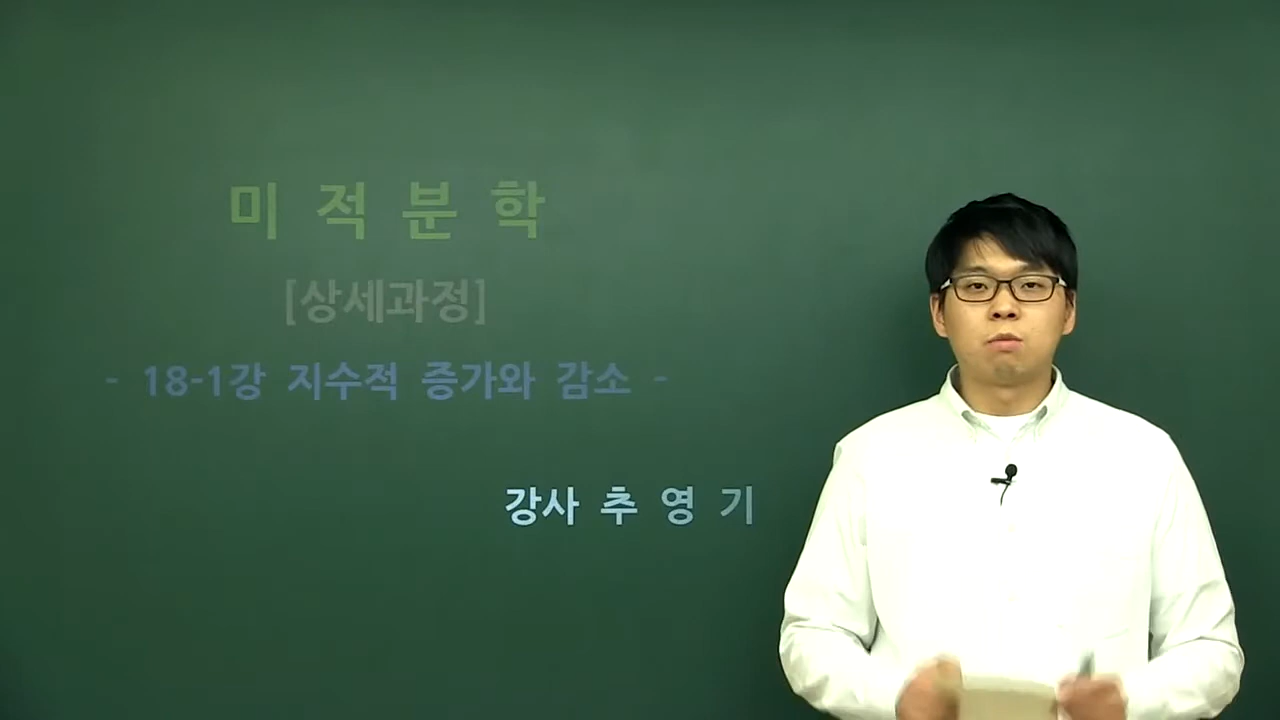 미 적 분 학
[상세과정]
- 18-1강 지수적 증가와 감소 -
강사 추 영 기